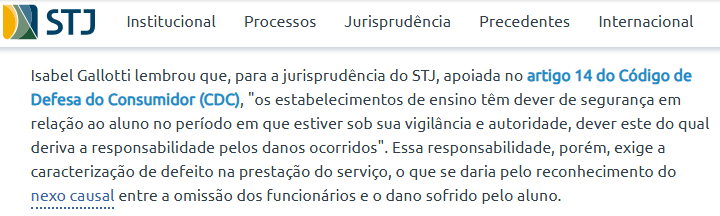 STJ Institucional Processos Jurisprudência Precedentes Internacional
Isabel Gallotti lembrou que, para a jurisprudência do STJ, apoiada no artigo 14 do Código de
Defesa do Consumidor (CDC), "os estabelecimentos de ensino têm dever de segurança em
relação ao aluno no período em que estiver sob sua vigilância e autoridade, dever este do qual
deriva a responsabilidade pelos danos ocorridos". Essa responsabilidade, porém, exige a
caracterização de defeito na prestação do serviço, o que se daria pelo reconhecimento do
nexo causal entre a omissão dos funcionários e o dano sofrido pelo aluno.